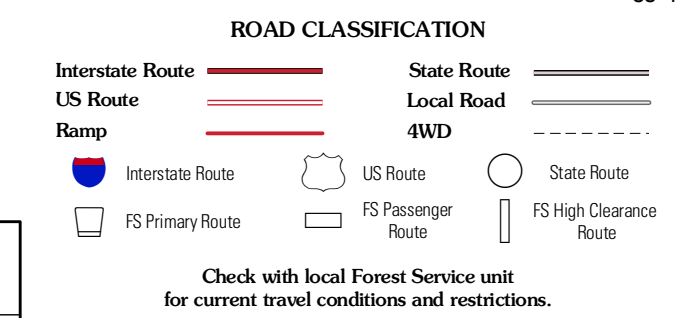 ROAD CLASSIFICATION
Interstate Route
State Route
US Route
Local Road
Ramp
4WD
Interstate Route
US Route
State Route
FS Primary Route
FS Passenger
Route
FS High Clearance
Route
Check with local Forest Service unit
for current travel conditions and restrictions.